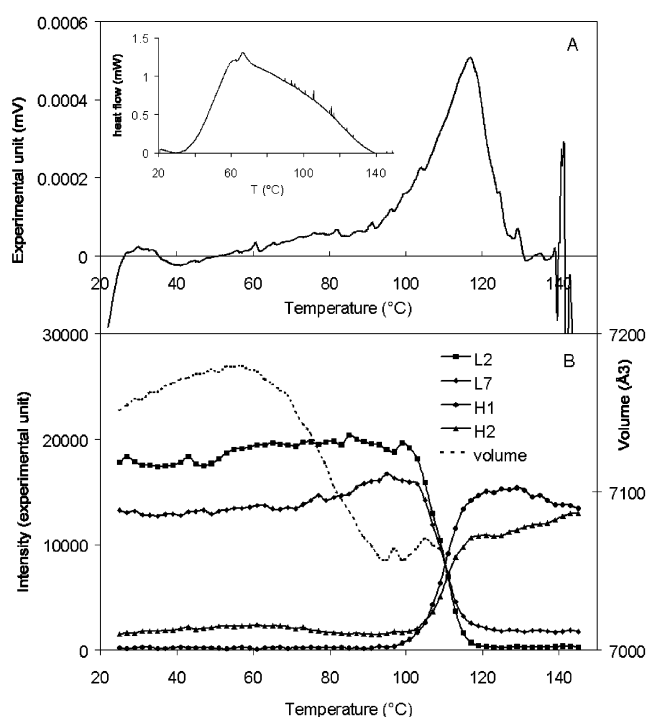 A
Experimental unit (mV)
0.0006
0.0004
0.0002
0
22 40 60 80 100 120 140
Temperature (°C)
heat flow (mW)
1.5
1
0.5
0
20 60 100 140
T (°C)
B
Intensity (experimental unit)
30000
20000
10000
0
L2
L7
H1
H2
volume
7200
7100
7000
Volume (Å3)
20 40 60 80 100 120 140
Temperature (°C)